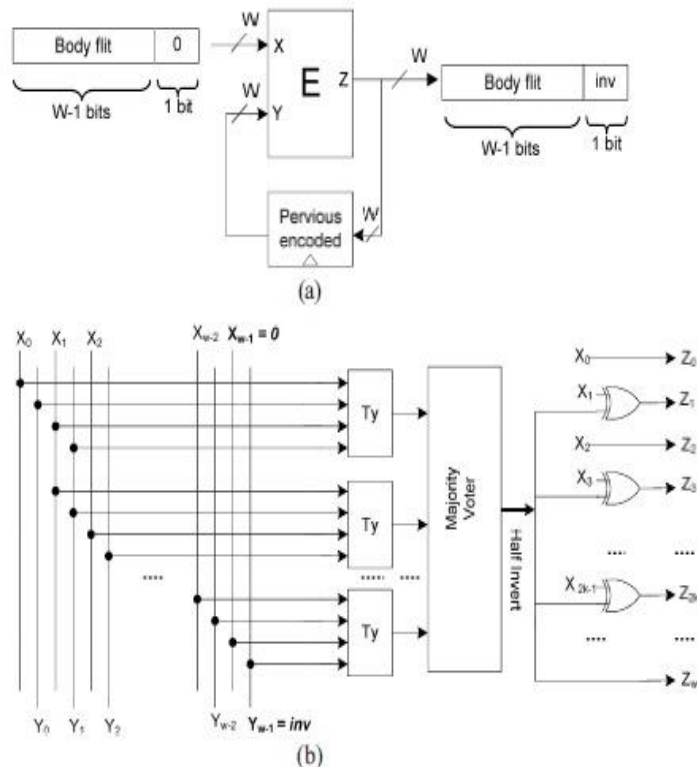 W W
Body flit 0 X Z W Body flit inv
E
W Y
W-1 bits 1 bit W-1 bits 1 bit
Pervious encoded W
(a)
X0 X1 X2 Xw-2 Xw-1 = 0
X0 Z0
X1 Z1
Ty
X2 Z2
X3 Z3
Ty
Majority Voter
Half Invert
.... .... .... .... ....
X2k-1 Z2k
Ty
.... ....
Zw
Y0 Y1 Y2 Yw-2 Yw-1 = inv
(b)